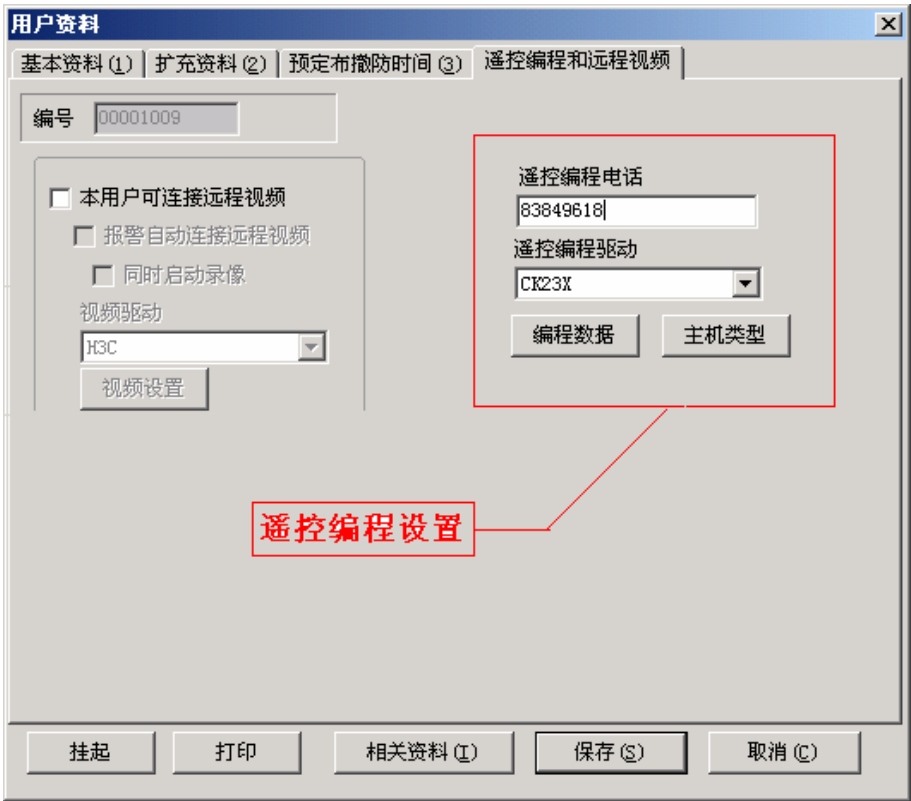 用户资料
基本资料(1) 扩充资料(2) 预定布撤防时间(3) 遥控编程和远程视频
编号 00001009
本用户可连接远程视频
报警自动连接远程视频
同时启动录像
视频驱动
H3C
视频设置
遥控编程电话
83849618
遥控编程驱动
CK23X
编程数据 主机类型
遥控编程设置
挂起 打印 相关资料(I) 保存(S) 取消(C)